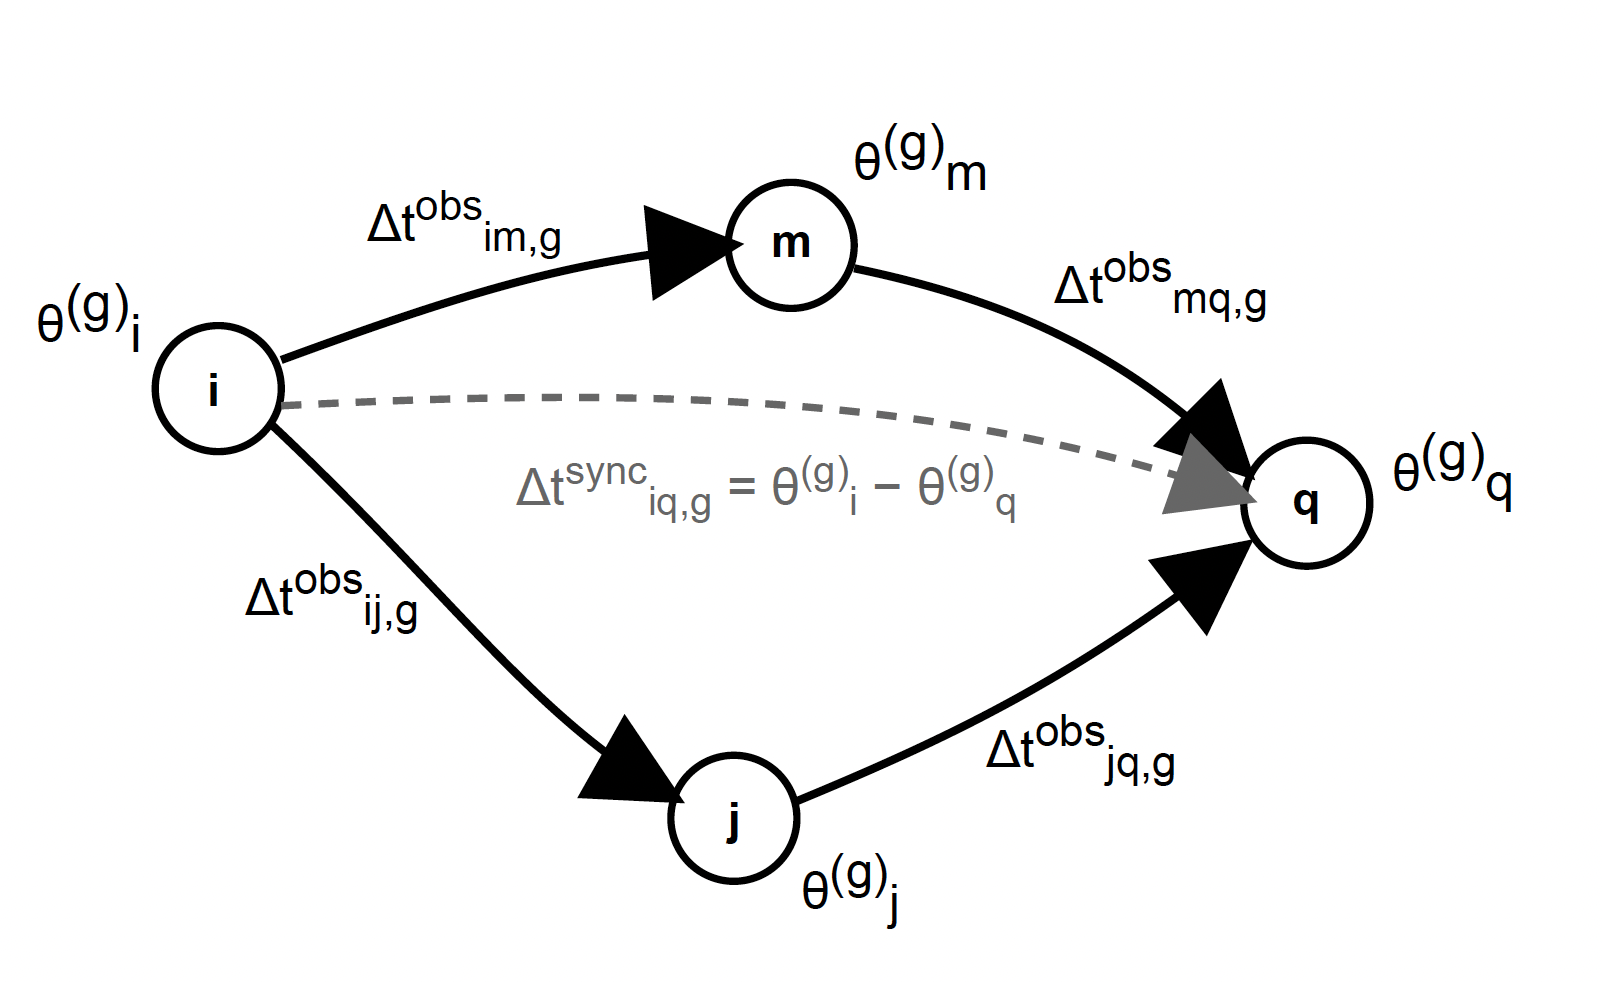 θ(g)m
Δtobsim,g
m
Δtobsmq,g
θ(g)i
i
Δtsynciq,g = θ(g)i − θ(g)q
θ(g)q
q
Δtobsij,g
Δtobsjq,g
j
θ(g)j